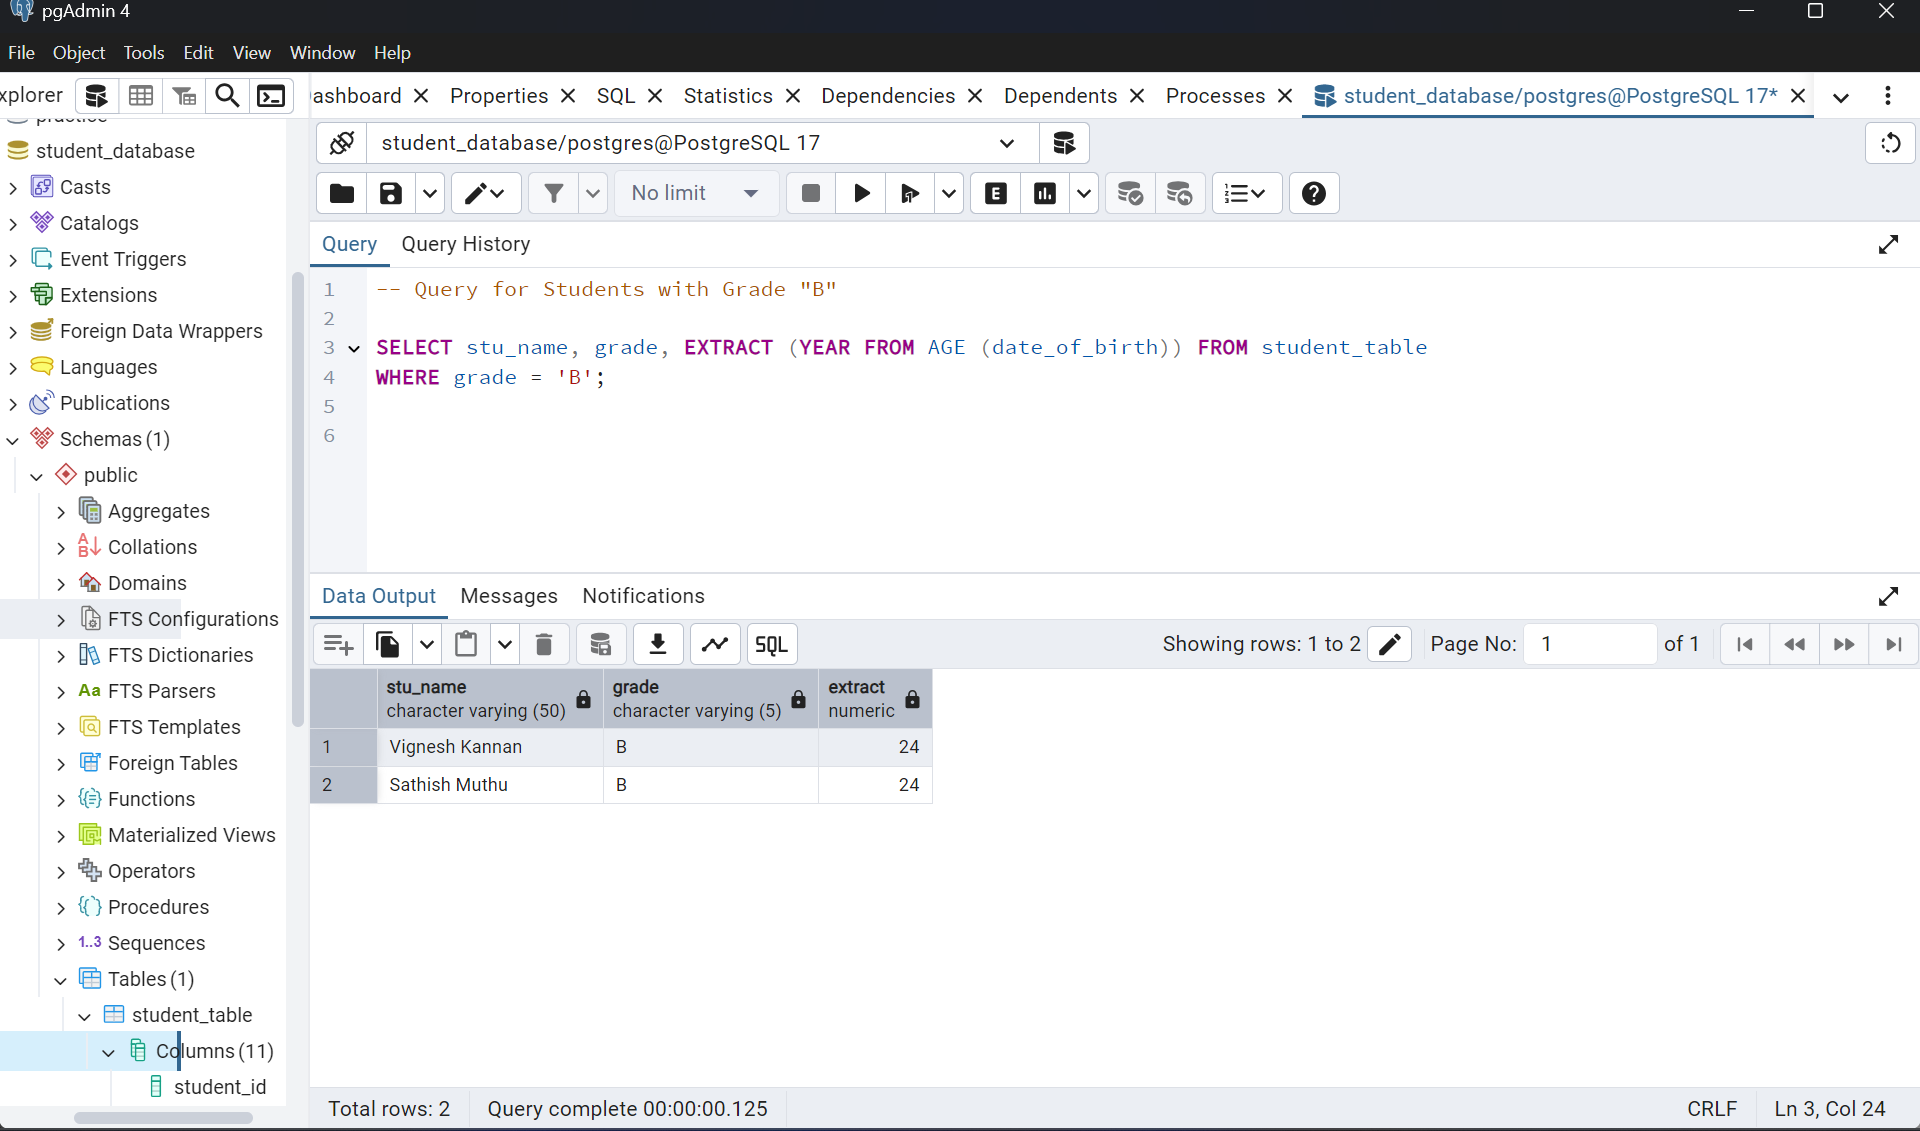 pgAdmin 4
File Object Tools Edit View Window Help
xplorer
ashboard Properties SQL Statistics Dependencies Dependents Processes student_database/postgres@PostgreSQL 17*
practice
student_database
Casts
Catalogs
Event Triggers
Extensions
Foreign Data Wrappers
Languages
Publications
Schemas (1)
public
Aggregates
Collations
Domains
FTS Configurations
FTS Dictionaries
Aa FTS Parsers
FTS Templates
Foreign Tables
Functions
Materialized Views
Operators
Procedures
1..3 Sequences
Tables (1)
student_table
Columns (11)
student_id
student_database/postgres@PostgreSQL 17
No limit
E
Query Query History
1 -- Query for Students with Grade "B"
2
3 SELECT stu_name, grade, EXTRACT (YEAR FROM AGE (date_of_birth)) FROM student_table
4 WHERE grade = 'B';
5
6
Data Output Messages Notifications
SQL Showing rows: 1 to 2 Page No: 1 of 1
stu_name grade extract
character varying (50) character varying (5) numeric
1 Vignesh Kannan B 24
2 Sathish Muthu B 24
Total rows: 2 Query complete 00:00:00.125 CRLF Ln 3, Col 24